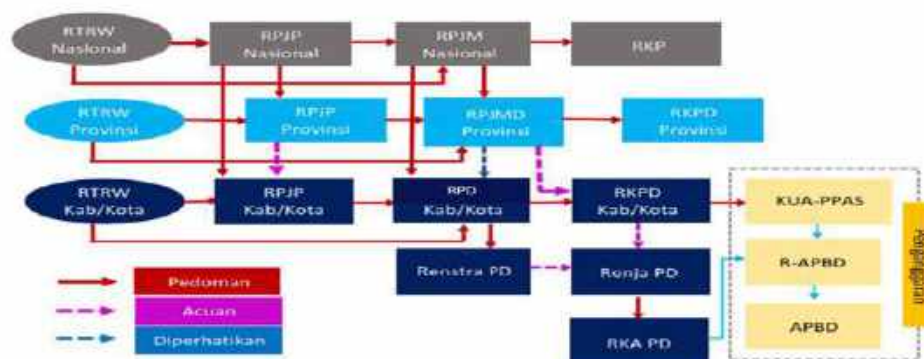 RTRW
Nasional
RPJP
Nasional
RPJM
Nasional
RKP
RTRW
Provinsi
RPJP
Provinsi
RPJMD
Provinsi
RKPD
Provinsi
RTRW
Kab/Kota
RPJP
Kab/Kota
RPD
Kab/Kota
RKPD
Kab/Kota
KUA-PPAS
Renstra PD
Renja PD
R-APBD
RKA PD
APBD
Anggaran
Pedoman
Acuan
Diperhatikan